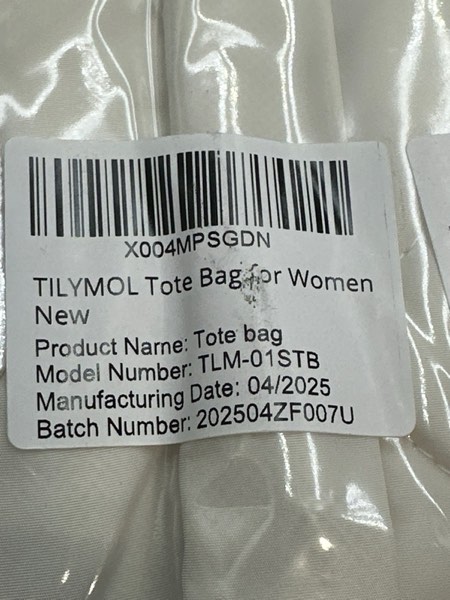 X004MPSGDN
TILYMOL Tote Bag for Women
New
Product Name: Tote bag
Model Number: TLM-01STB
Manufacturing Date: 04/2025
Batch Number: 202504ZF007U